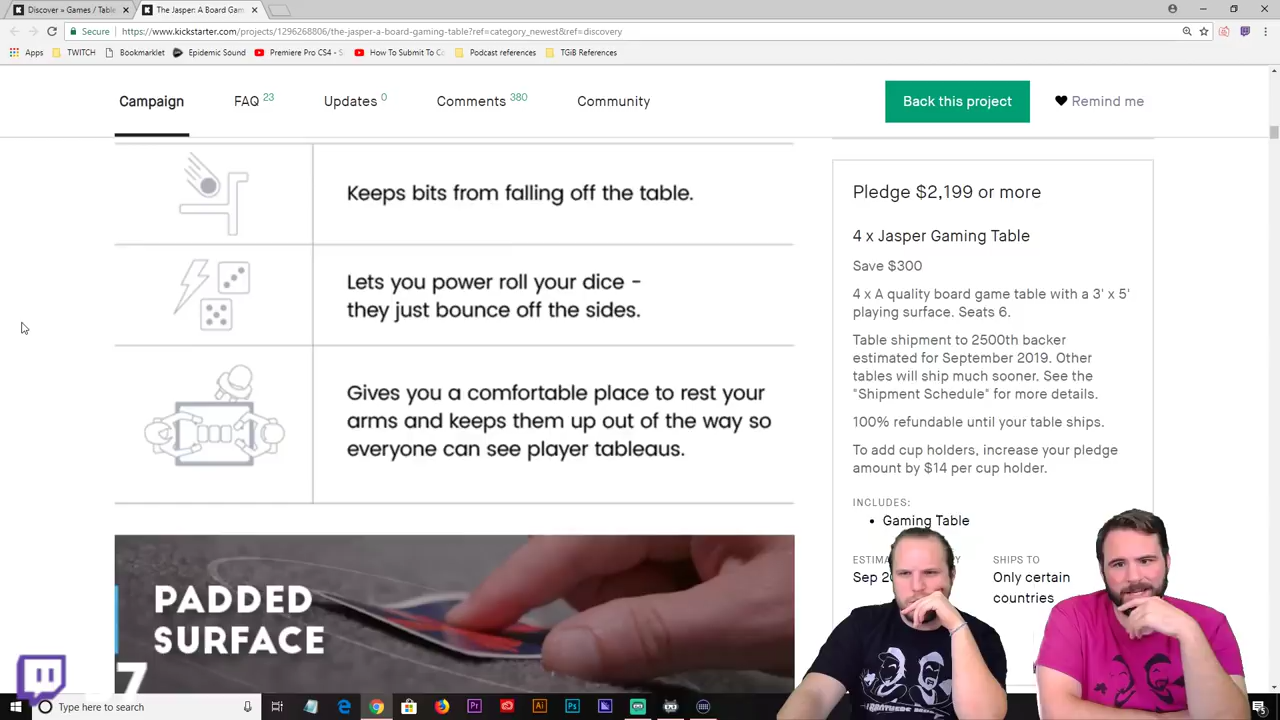 Discover » Games / Table
The Jasper: A Board Gam
Secure
https://www.kickstarter.com/projects/1296268806/the-jasper-a-board-gaming-table?ref=category_newest&ref=discovery
Apps
TWITCH
Bookmarklet
Epidemic Sound
Premiere Pro CS4 - S
How To Submit To Co
Podcast references
TGiB References
Campaign
FAQ 23
Updates 0
Comments 380
Community
Back this project
Remind me
Keeps bits from falling off the table.
Lets you power roll your dice -
they just bounce off the sides.
Gives you a comfortable place to rest your
arms and keeps them up out of the way so
everyone can see player tableaus.
PADDED
SURFACE
Pledge $2,199 or more
4 x Jasper Gaming Table
Save $300
4 x A quality board game table with a 3' x 5'
playing surface. Seats 6.
Table shipment to 2500th backer
estimated for September 2019. Other
tables will ship much sooner. See the
"Shipment Schedule" for more details.
100% refundable until your table ships.
To add cup holders, increase your pledge
amount by $14 per cup holder.
INCLUDES:
• Gaming Table
SHIPS TO
Only certain
countries
Sep
7
Type here to search